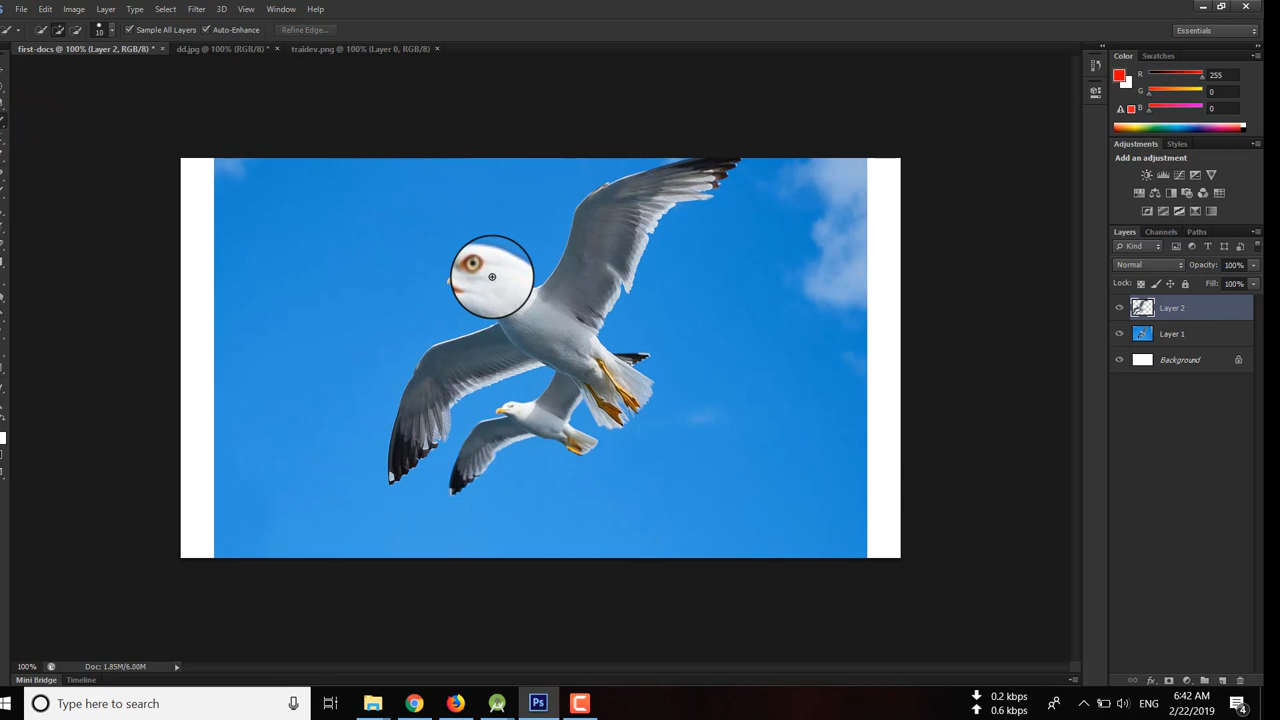 File Edit Image Layer Type Select Filter 3D View Window Help
10 Sample All Layers Auto-Enhance Refine Edge... Essentials
first-docs @ 100% (Layer 2, RGB/8) * × dd.jpg @ 100% (RGB/8) * × traidev.png @ 100% (Layer 0, RGB/8) ×
Color Swatches
R 255
G 0
B 0
Adjustments Styles
Add an adjustment
Layers Channels Paths
Kind
Normal Opacity: 100%
Lock: Fill: 100%
Layer 2
Layer 1
Background
100% Doc: 1.85M/6.00M
Mini Bridge Timeline
Type here to search
Ps
0.2 kbps
0.6 kbps
ENG
6:42 AM
2/22/2019
4